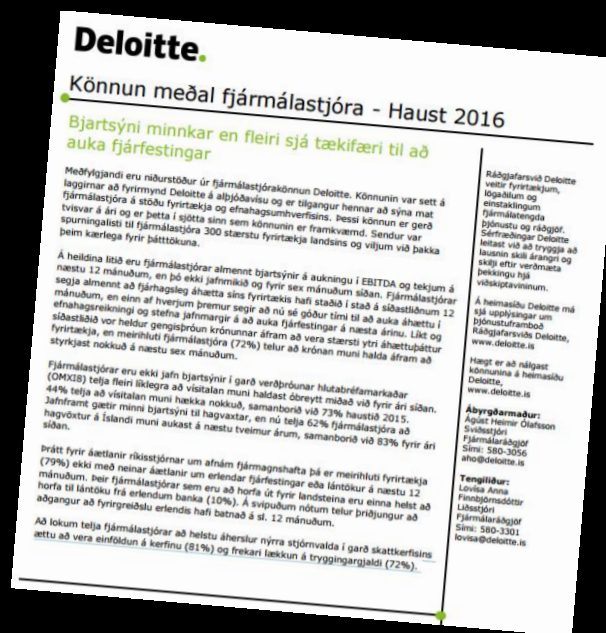 Deloitte.
Könnun meðal fjármálastjóra - Haust 2016
Bjartsýni minnkar en fleiri sjá tækifæri til að
auka fjárfestingar
Meðfylgjandi eru niðurstöður úr fjármálastjórakönnun Deloitte. Könnunin var sett á
laggirnar að fyrirmynd Deloitte á alþjóðavísu og er tilgangur hennar að sýna mat
fjármálastjóra á stöðu fyrirtækja og efnahagsumhverfisins. Þessi könnun er gerð
tvisvar á ári og er þetta í sjötta sinn sem könnunin er framkvæmd. Sendur var
spurningalisti til fjármálastjóra 300 stærstu fyrirtækja landsins og viljum við þakka
þeim kærlega fyrir þátttökuna.
Á heildina litið eru fjármálastjórar almennt bjartsýnir á aukningu í EBITDA og tekjum á
næstu 12 mánuðum, en þó ekki jafnmikið og fyrir sex mánuðum síðan. Fjármálastjórar
segja almennt að fjárhagsleg áhætta síns fyrirtækis hafi staðið í stað á síðastliðnum 12
mánuðum, en einn af hverjum þremur segir að nú sé góður tími til að auka áhættu í
efnahagsreikningi og stefna jafnmargir á að auka fjárfestingar á næsta árinu. Líkt og
síðastliðið vor heldur gengisþróun krónunnar áfram að vera stærsti ytri áhættuþáttur
fyrirtækja, en meirihluti fjármálastjóra (72%) telur að krónan muni halda áfram að
styrkjast nokkuð á næstu sex mánuðum.
Fjármálastjórar eru ekki jafn bjartsýnir í garð verðþróunar hlutabréfamarkaðar
(OMXI8) telja fleiri líklegra að vísitalan muni haldast óbreytt miðað við fyrir ári síðan.
44% telja að vísitalan muni hækka nokkuð, samanborið við 73% haustið 2015.
Jafnframt gætir minni bjartsýni til hagvaxtar, en nú telja 62% fjármálastjóra að
hagvöxtur á Íslandi muni aukast á næstu tveimur árum, samanborið við 83% fyrir ári
síðan.
Þrátt fyrir áætlanir ríkisstjórnar um afnám fjármagnshafta þá er meirihluti fyrirtækja
(79%) ekki með neinar áætlanir um erlendar fjárfestingar eða lántökur á næstu 12
mánuðum. Þeir fjármálastjórar sem eru að horfa út fyrir landsteina eru einna helst að
horfa til lántöku frá erlendum banka (10%). Á svipuðum nótum telur þriðjungur að
aðgangur að fyrirgreiðslu erlendis hafi batnað á sl. 12 mánuðum.
Að lokum telja fjármálastjórar að helstu áherslur nýrra stjórnvalda í garð skattkerfisins
ættu að vera einföldun á kerfinu (81%) og frekari lækkun á tryggingargjaldi (72%).
Ráðgjafarsvið Deloitte
veitir fyrirtækjum,
lögaðilum og
einstaklingum
fjármálatengda
þjónustu og ráðgjöf.
Sérfræðingar Deloitte
leitast við að tryggja að
lausnin skili árangri og
skilji eftir verðmæta
þekkingu hjá
viðskiptavininum.
Á heimasíðu Deloitte má
sjá upplýsingar um
þjónustuframboð
Ráðgjafarsviðs Deloitte,
www.deloitte.is
Hægt er að nálgast
könnunina á heimasíðu
Deloitte,
www.deloitte.is
Ábyrgðarmaður:
Ágúst Heimir Ólafsson
Sviðsstjóri
Fjármálaráðgjöf
Sími: 580-3056
aho@deloitte.is
Tengiliður:
Lovísa Anna
Finnbjörnsdóttir
Liðsstjóri
Fjármálaráðgjöf
Sími: 580-3301
lovisa@deloitte.is